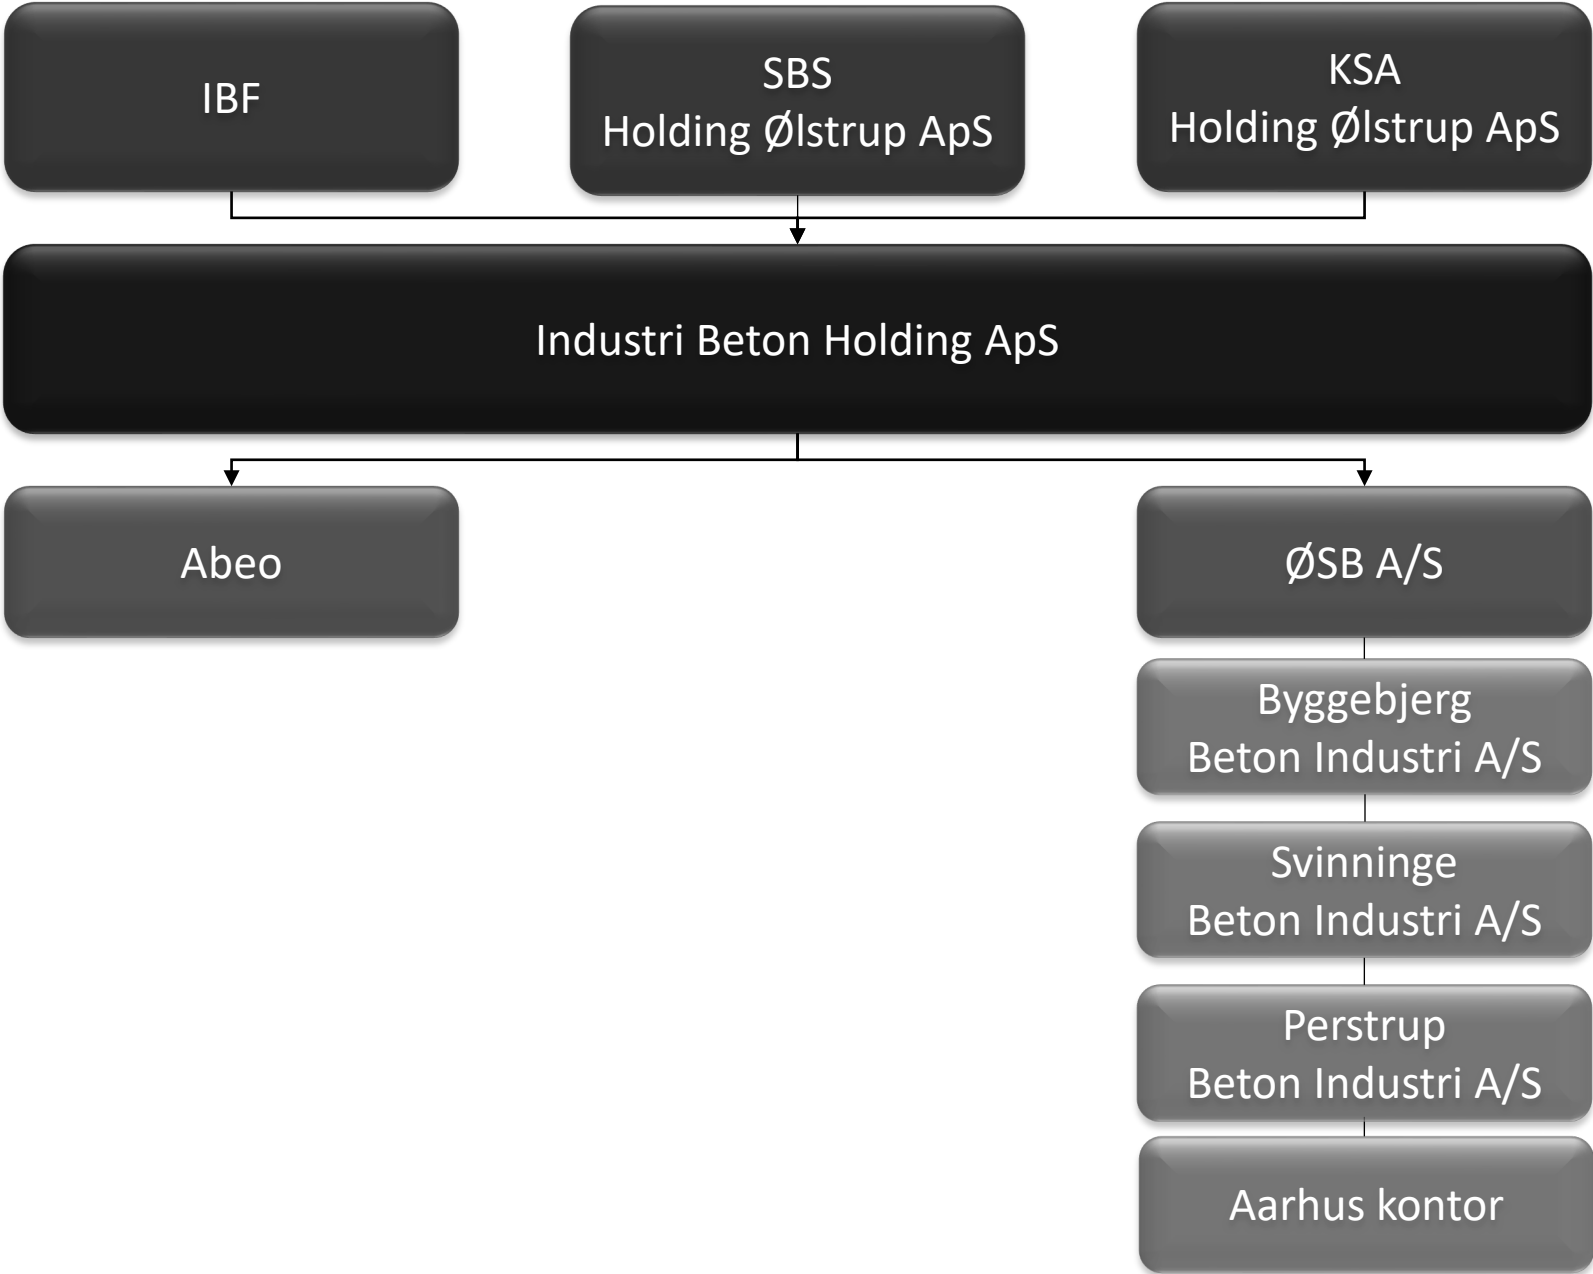 IBF
SBS
Holding Ølstrup ApS
KSA
Holding Ølstrup ApS
Industri Beton Holding ApS
Abeo
ØSB A/S
Byggebjerg
Beton Industri A/S
Svinninge
Beton Industri A/S
Perstrup
Beton Industri A/S
Aarhus kontor